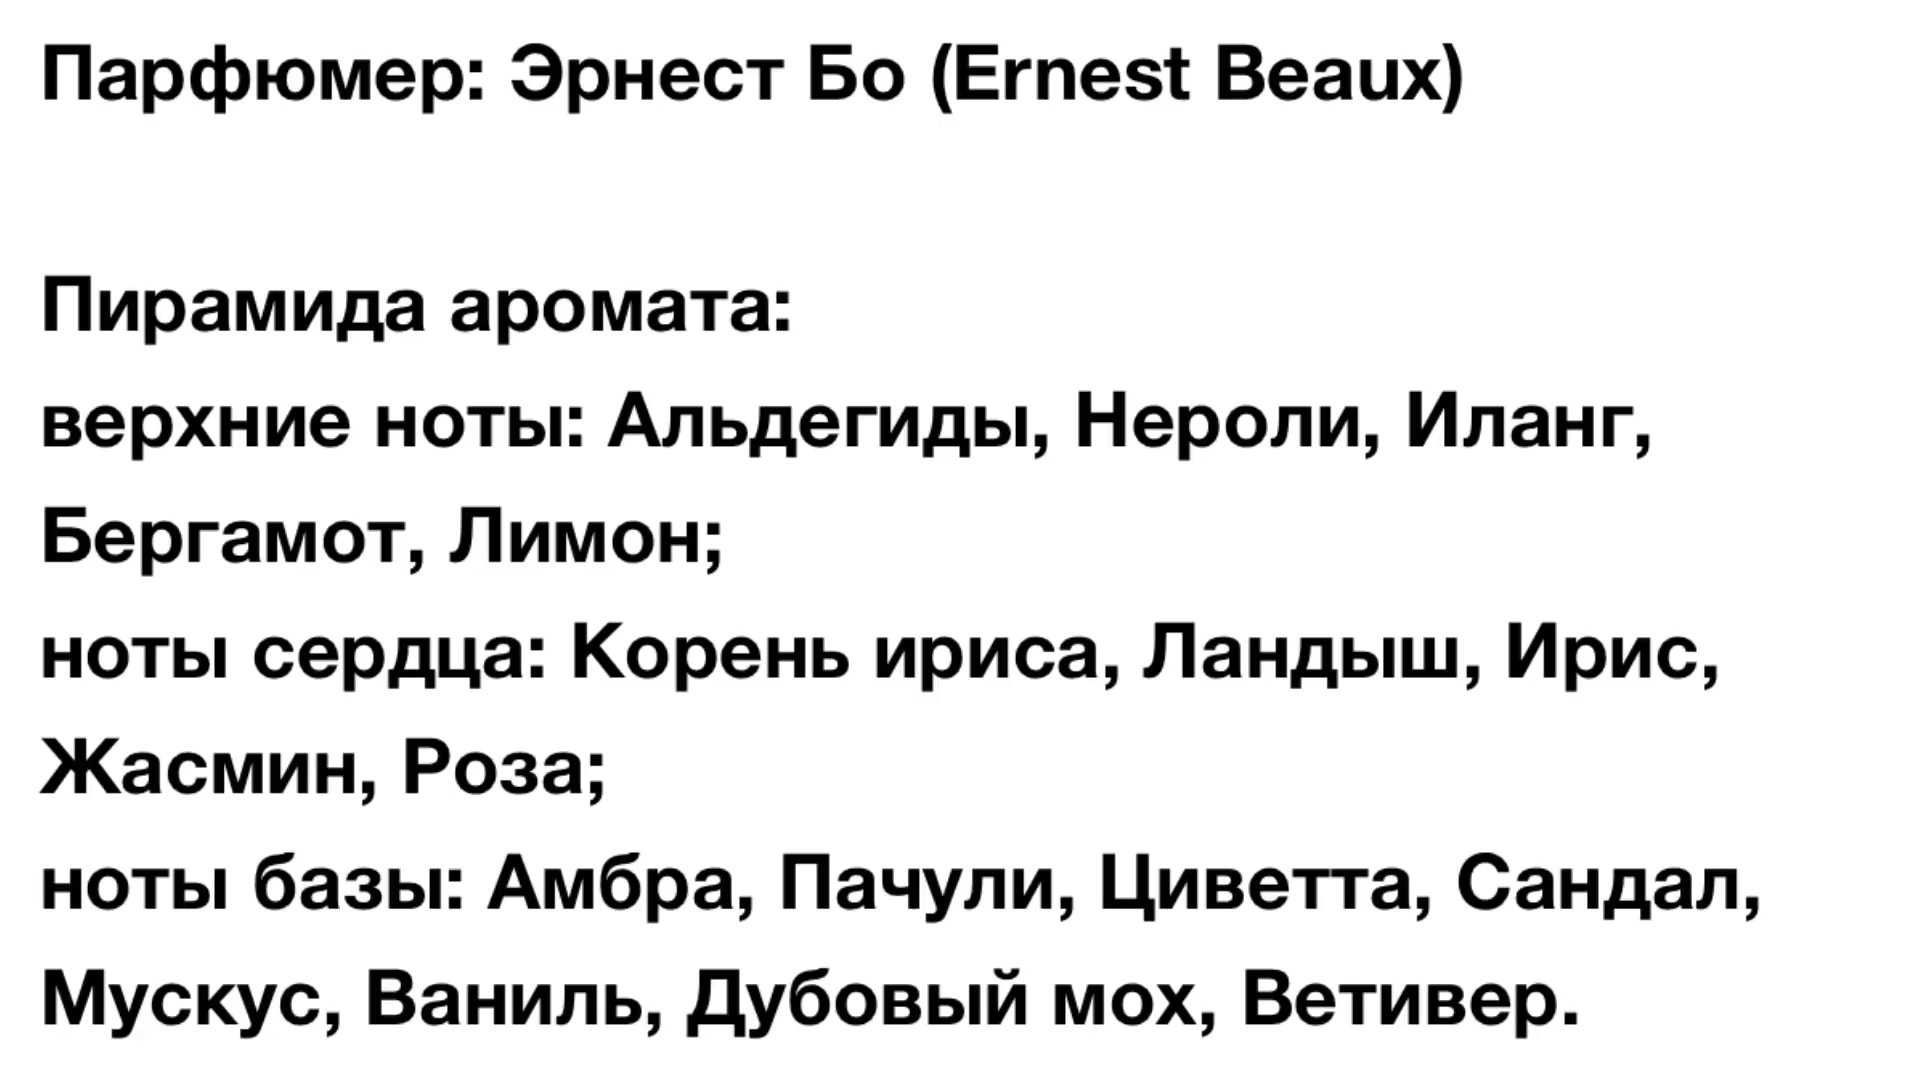 Парфюмер: Эрнест Бо (Ernest Beaux)
Пирамида аромата:
верхние ноты: Альдегиды, Нероли, Иланг,
Бергамот, Лимон;
ноты сердца: Корень ириса, Ландыш, Ирис,
Жасмин, Роза;
ноты базы: Амбра, Пачули, Циветта, Сандал,
Мускус, Ваниль, Дубовый мох, Ветивер.